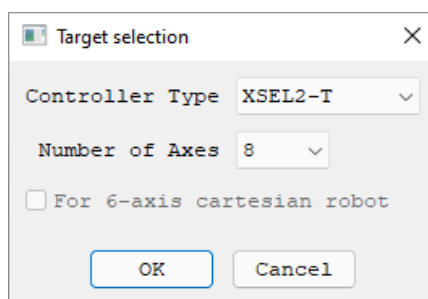 Target selection
Controller Type XSEL2-T
Number of Axes 8
For 6-axis cartesian robot
OK Cancel